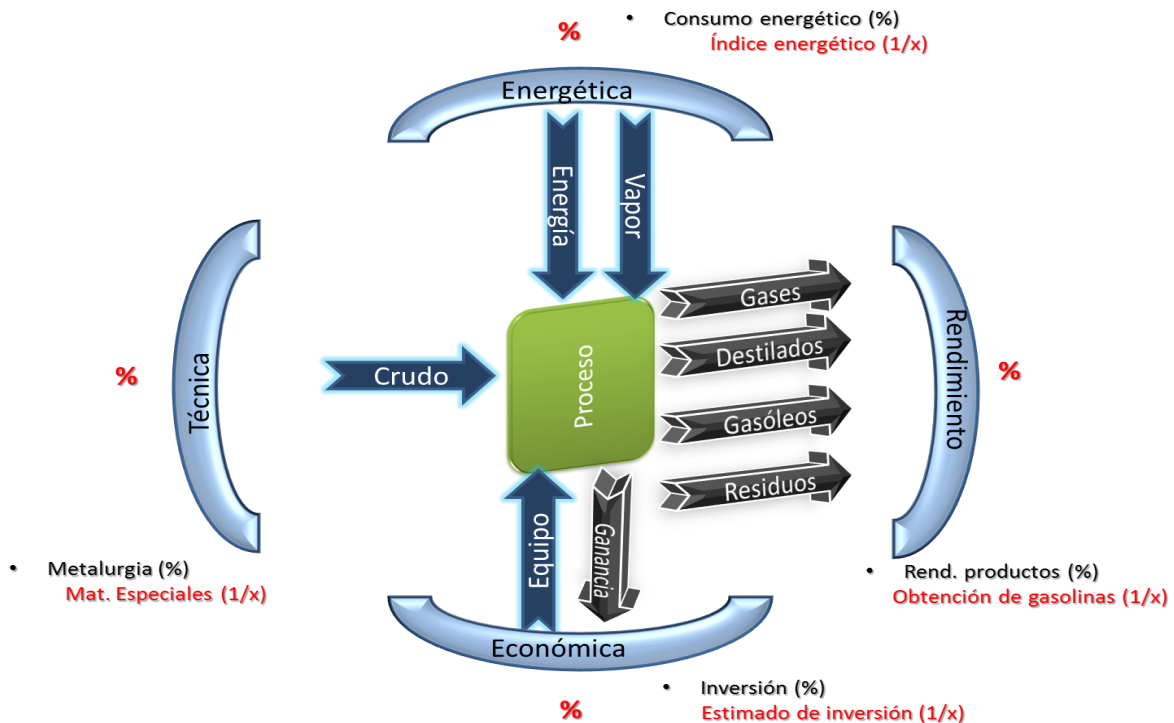 %
• Consumo energético (%)
Índice energético (1/x)
Energética
Energía
Vapor
Técnica
%
Crudo
Proceso
Gases
Destilados
Gasóleos
Residuos
Rendimiento
%
Equipo
Ganancia
• Metalurgia (%)
Mat. Especiales (1/x)
• Rend. productos (%)
Obtención de gasolinas (1/x)
Económica
%
• Inversión (%)
Estimado de inversión (1/x)